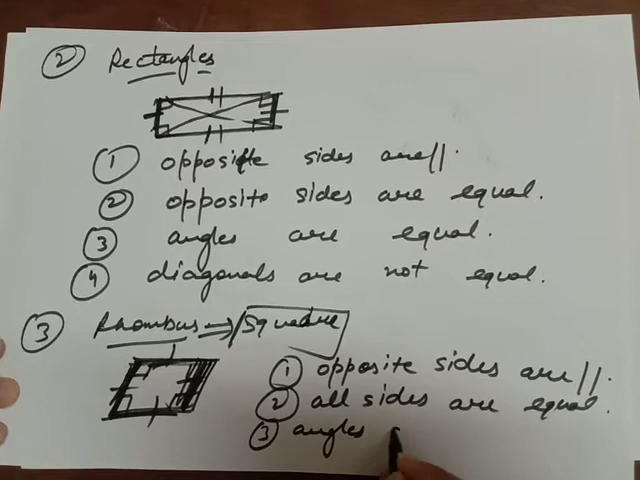 ② Rectangles
① opposite sides are //.
② opposite sides are equal.
③ angles are equal.
④ diagonals are not equal.
③ Rhombus => Square
① opposite sides are //.
② all sides are equal.
③ angles